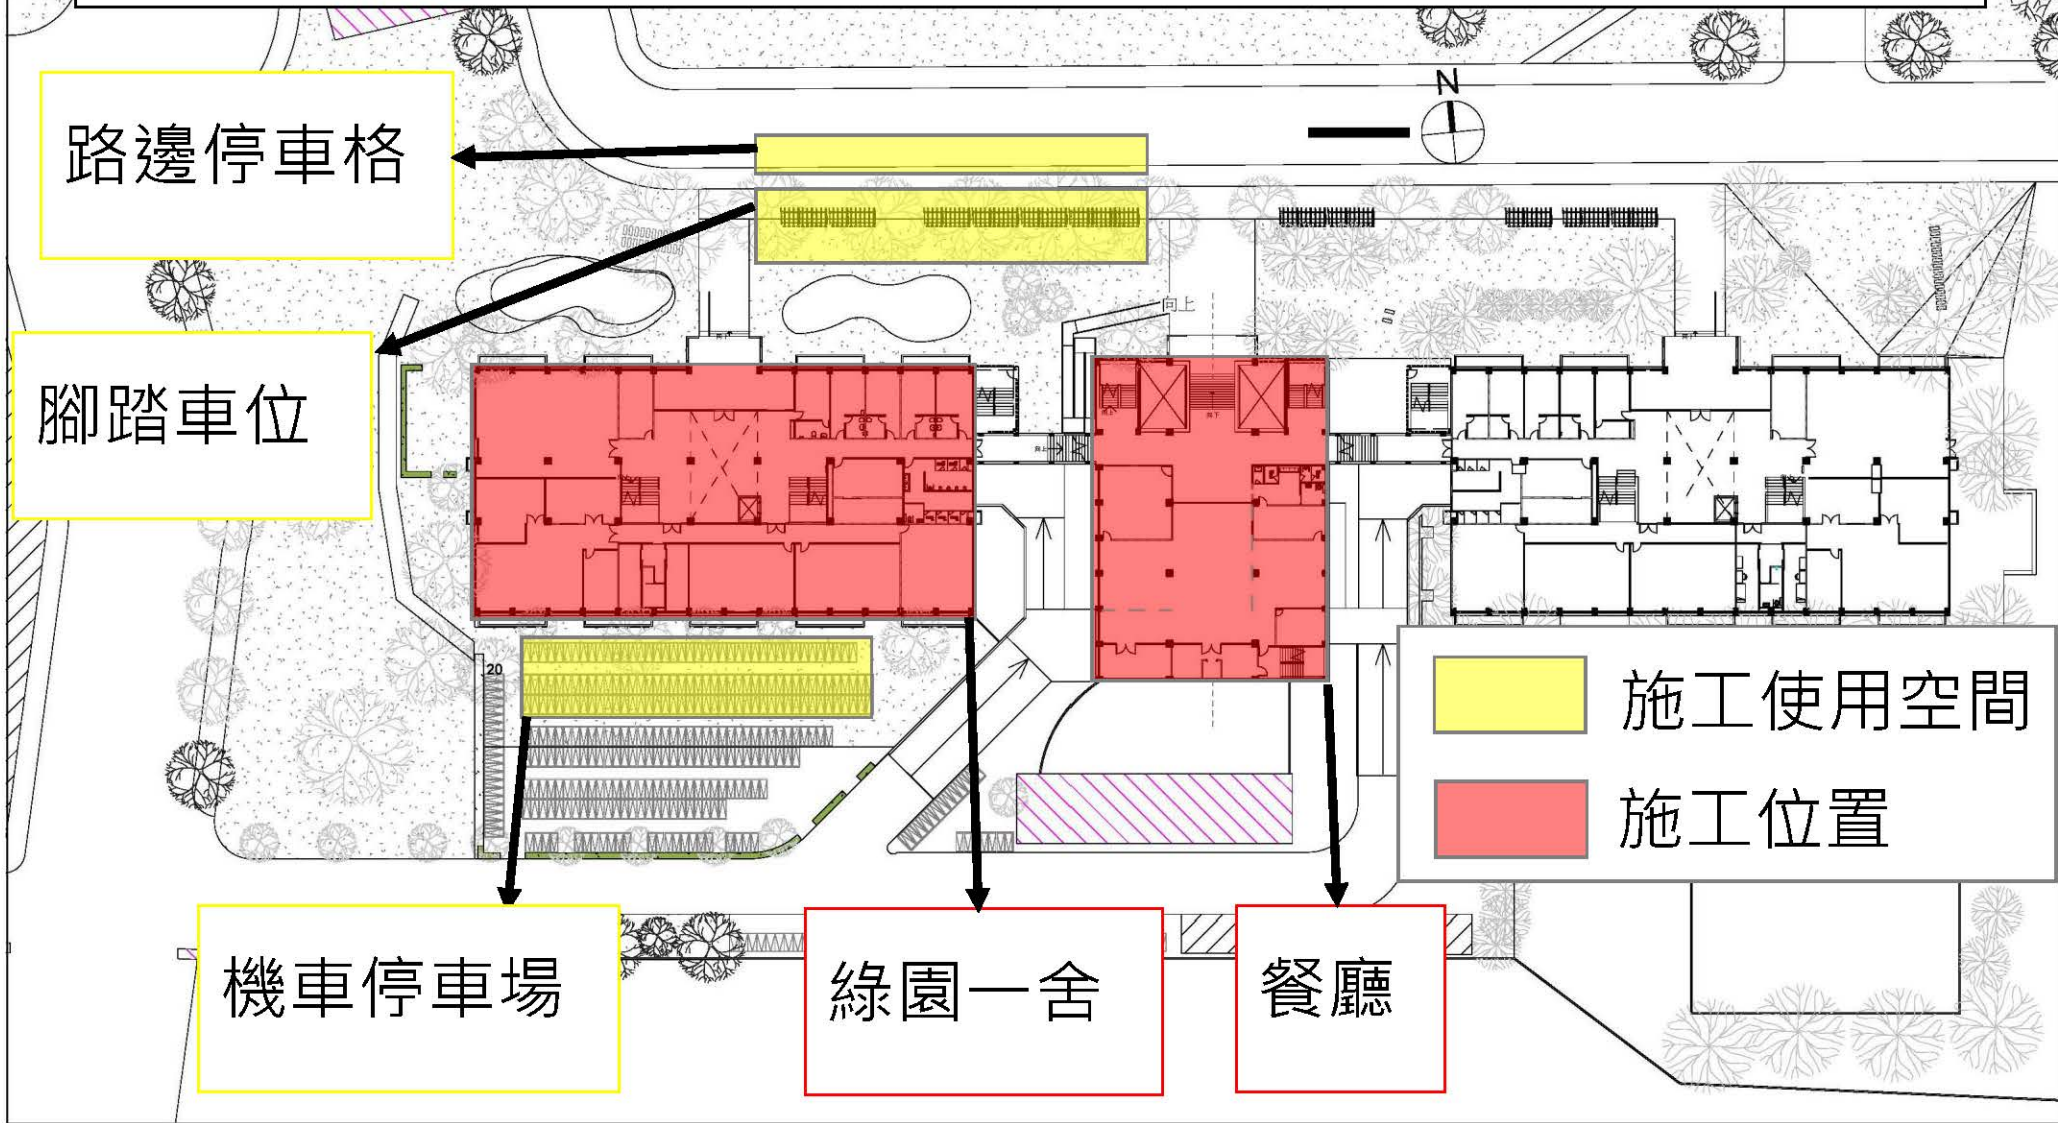 N
路邊停車格
向上
腳踏車位
20
施工使用空間
施工位置
機車停車場
綠園一舍
餐廳